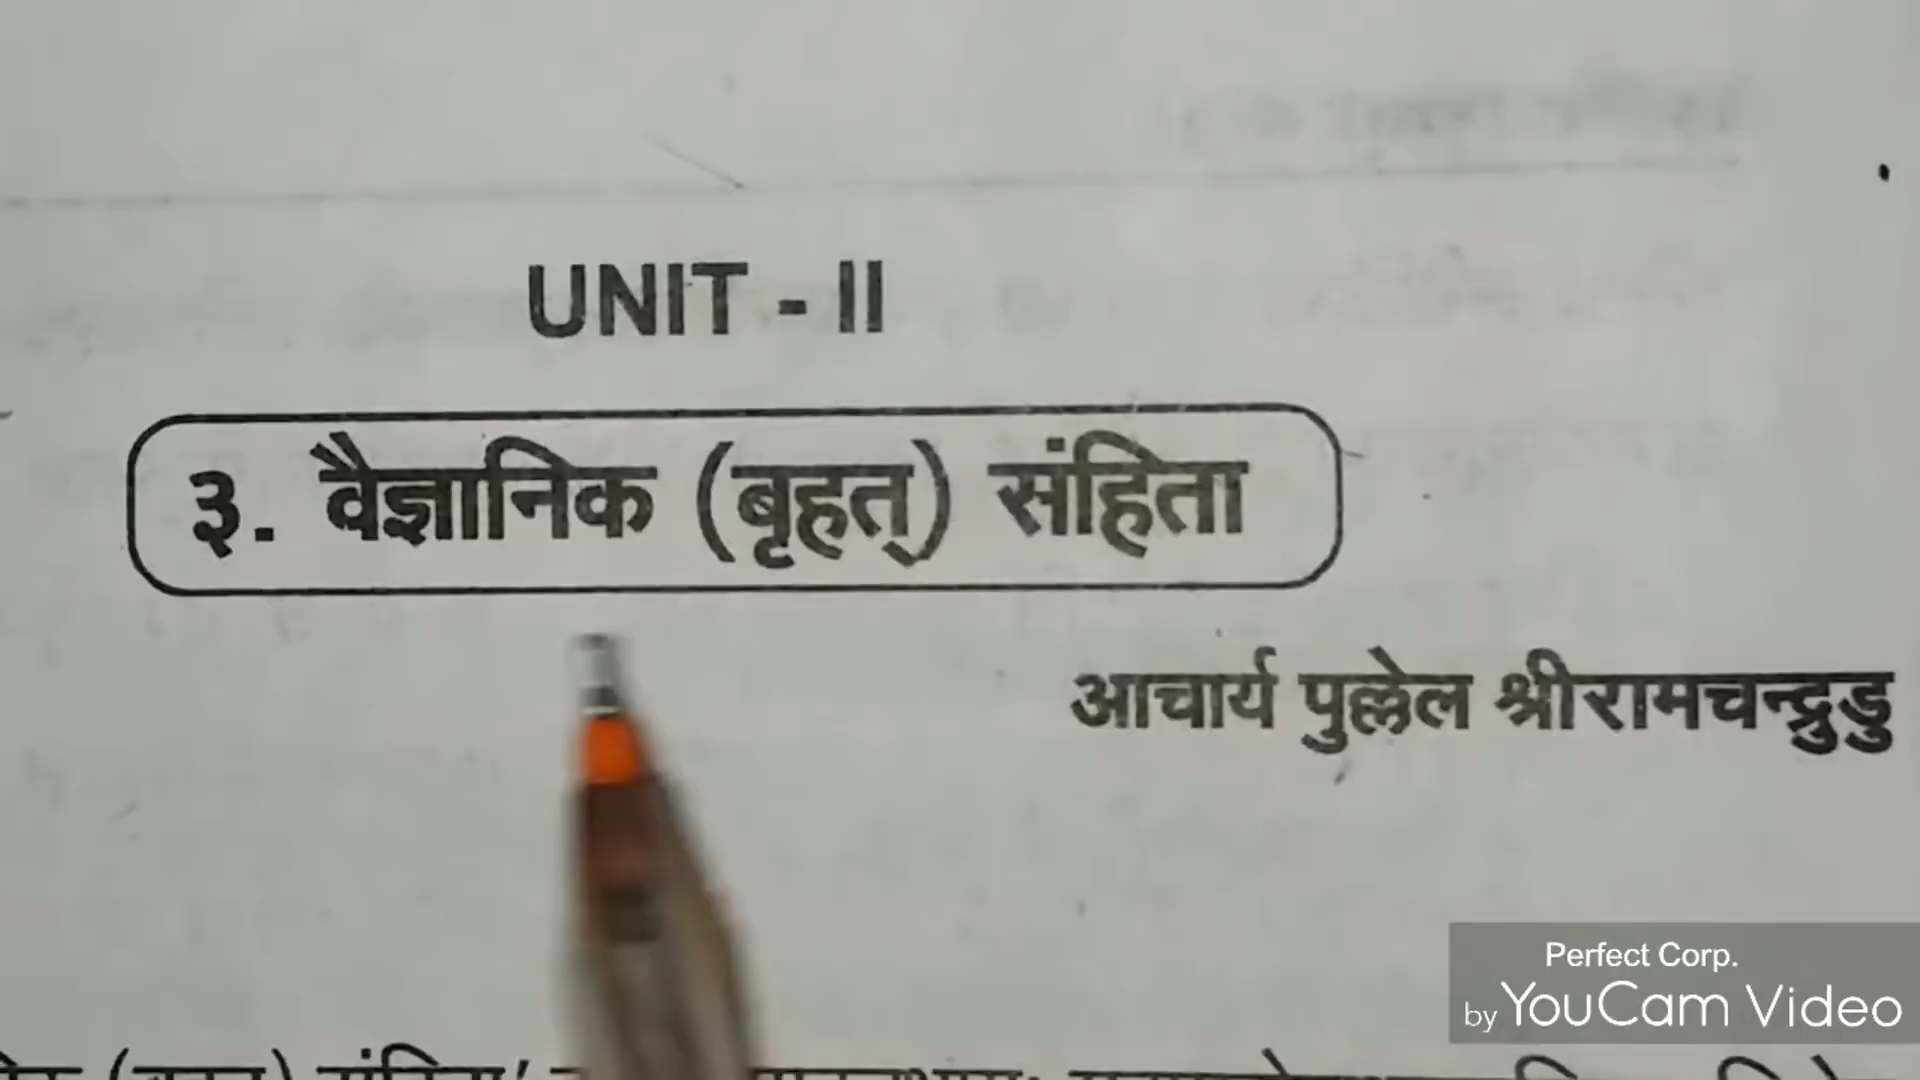 UNIT - II
३. वैज्ञानिक (बृहत्) संहिता
आचार्य पुल्लेल श्रीरामचन्द्रुडु
Perfect Corp.
by YouCam Video